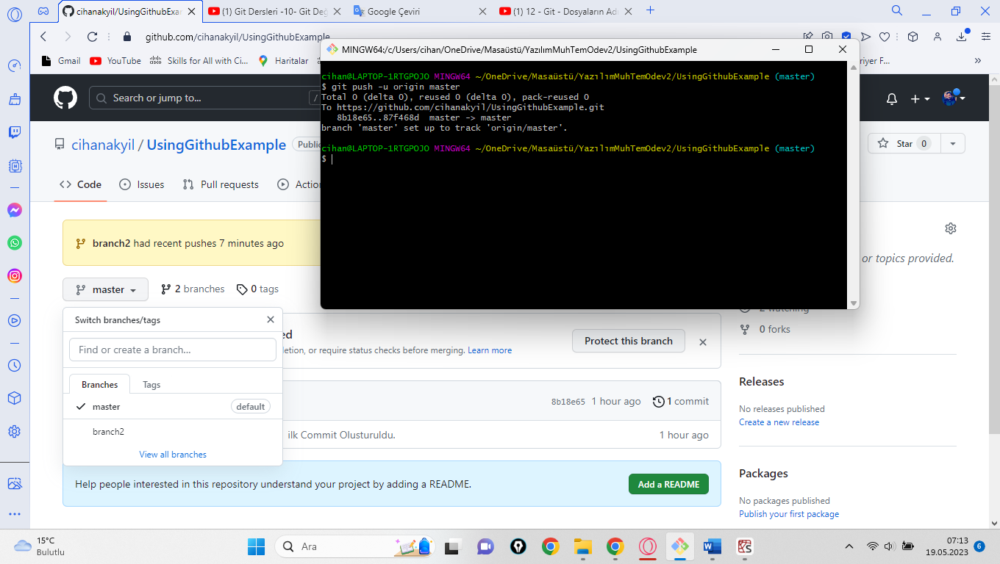 cihanakyil/UsingGithubExar
(1) Git Dersleri -10- Git Değ
Google Çeviri
(1) 12 - Git - Dosyaların Adı
github.com/cihanakyil/UsingGithubExample
Gmail
YouTube
Skills for All with Ci...
Haritalar
riyer F...
»
MINGW64:/c/Users/cihan/OneDrive/Masaüstü/YazılımMuhTemOdev2/UsingGithubExample
cihan@LAPTOP-1RTGPOJO MINGW64 ~/OneDrive/Masaüstü/YazılımMuhTemOdev2/UsingGithubExample (master)
$ git push -u origin master
Total 0 (delta 0), reused 0 (delta 0), pack-reused 0
To https://github.com/cihanakyil/UsingGithubExample.git
8b18e65..87f468d master -> master
branch 'master' set up to track 'origin/master'.
cihan@LAPTOP-1RTGPOJO MINGW64 ~/OneDrive/Masaüstü/YazılımMuhTemOdev2/UsingGithubExample (master)
$
Search or jump to...
/
cihanakyil / UsingGithubExample
Public
Star 0
Code
Issues
Pull requests
Action
branch2 had recent pushes 7 minutes ago
or topics provided.
master
2 branches
0 tags
2 watching
0 forks
Switch branches/tags
Find or create a branch...
Branches
Tags
master
default
branch2
View all branches
ed
letion, or require status checks before merging. Learn more
Protect this branch
8b18e65 1 hour ago
1 commit
ilk Commit Olusturuldu.
1 hour ago
Help people interested in this repository understand your project by adding a README.
Add a README
Releases
No releases published
Create a new release
Packages
No packages published
Publish your first package
15°C
Bulutlu
Ara
07:13
19.05.2023
6